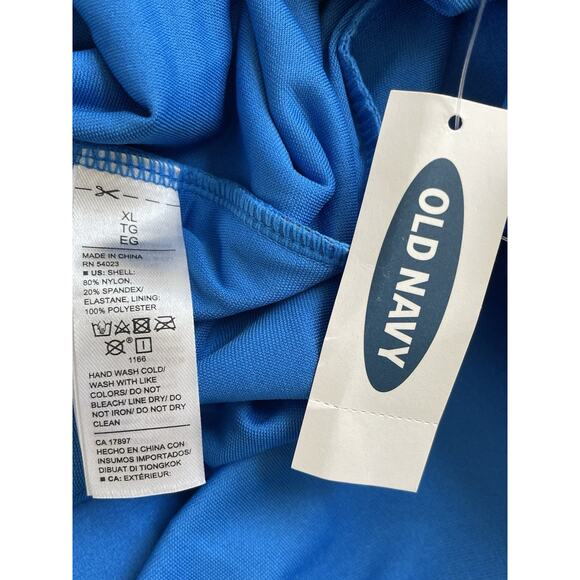 XL
TG
EG
MADE IN CHINA
RN 54023
■ US: SHELL:
80% NYLON,
20% SPANDEX/
ELASTANE, LINING:
100% POLYESTER
1166
HAND WASH COLD/
WASH WITH LIKE
COLORS/ DO NOT
BLEACH/ LINE DRY/ DO
NOT IRON/ DO NOT DRY
CLEAN
CA 17897
HECHO EN CHINA CON
INSUMOS IMPORTADOS/
DIBUAT DI TIONGKOK
■ CA: EXTÉRIEUR:
OLD NAVY